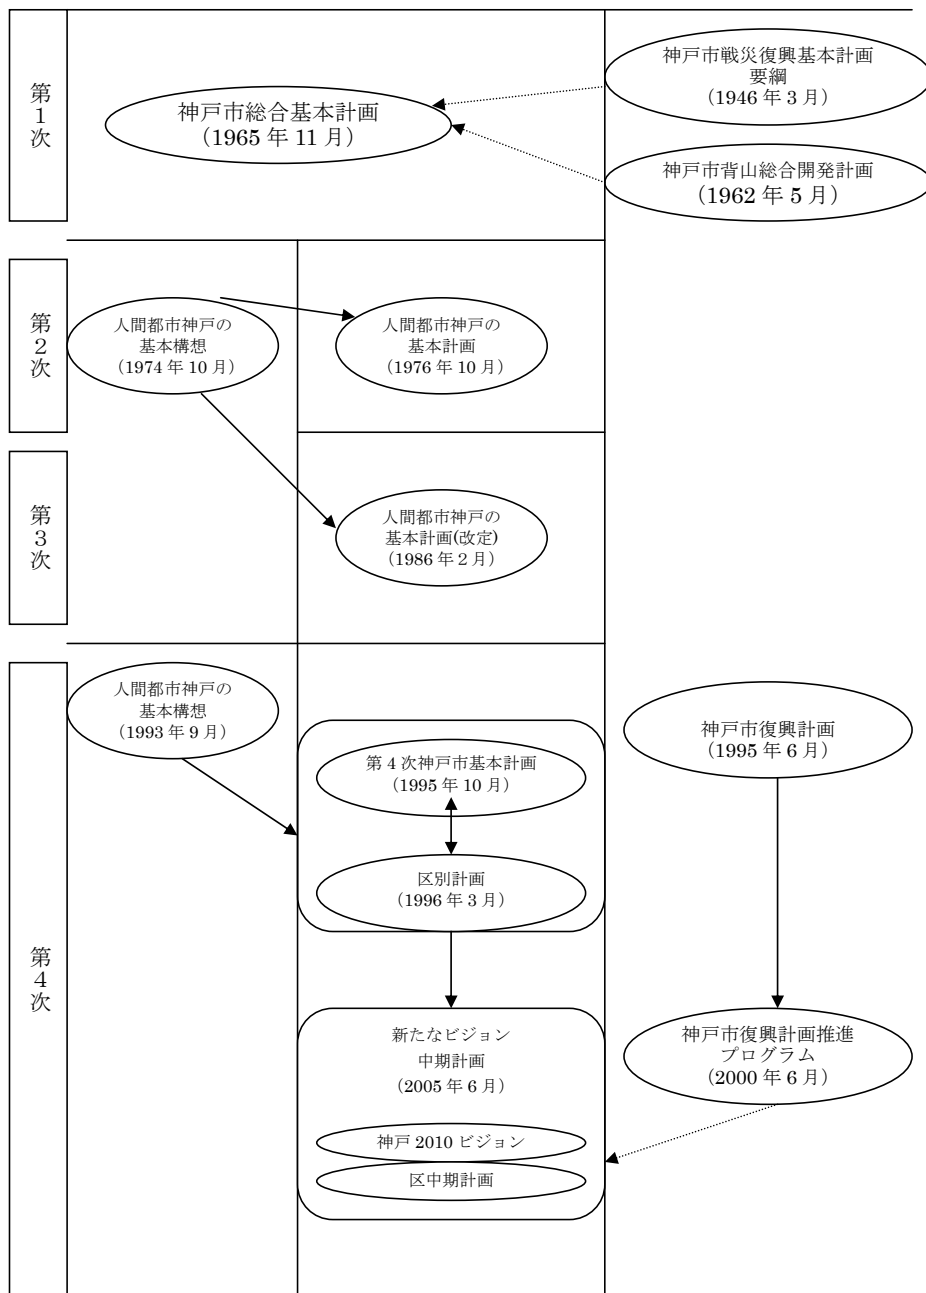 第1次
神戸市総合基本計画
（1965 年 11 月）
神戸市戦災復興基本計画
要綱
（1946 年 3 月）
神戸市背山総合開発計画
（1962 年 5 月）
第２次
人間都市神戸の
基本構想
（1974 年 10 月）
人間都市神戸の
基本計画
（1976 年 10 月）
第３次
人間都市神戸の
基本計画(改定)
（1986 年２月）
第４次
人間都市神戸の
基本構想
（1993 年 9 月）
第 4 次神戸市基本計画
（1995 年 10 月）
区別計画
（1996 年 3 月）
神戸市復興計画
（1995 年 6 月）
新たなビジョン
中期計画
（2005 年 6 月）
神戸 2010 ビジョン
区中期計画
神戸市復興計画推進
プログラム
（2000 年 6 月）